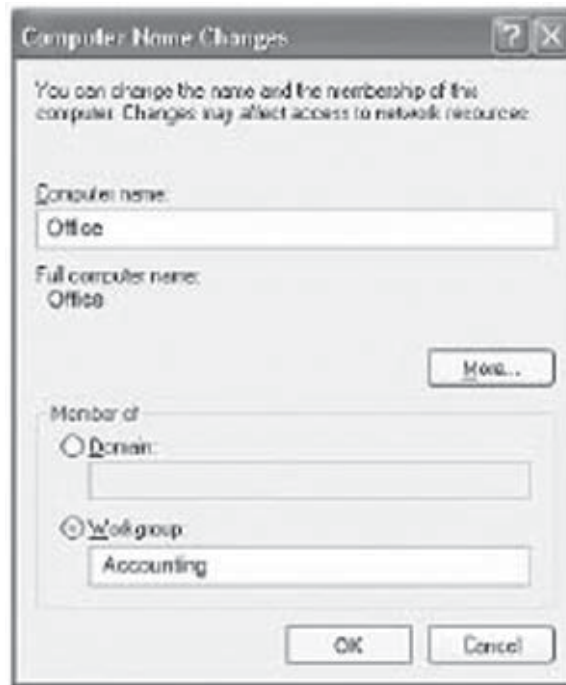 Computer Name Changes
You can change the name and the membership of this
computer. Changes may affect access to network resources.
Computer name:
Office
Full computer name:
Office
More...
Member of
Domain:
Workgroup:
Accounting
OK
Cancel